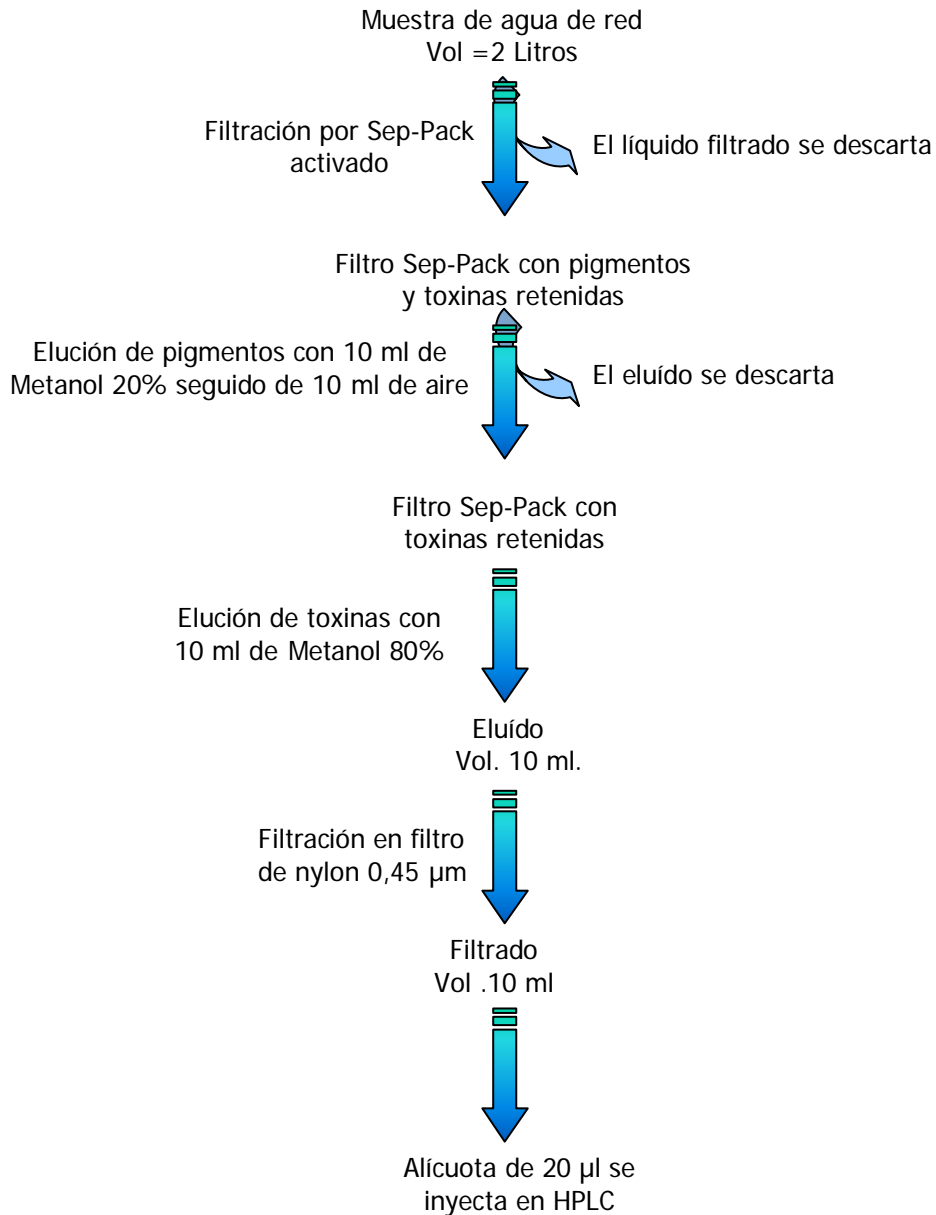 Muestra de agua de red
Vol =2 Litros
Filtración por Sep-Pack
activado
El líquido filtrado se descarta
Filtro Sep-Pack con pigmentos
y toxinas retenidas
Elución de pigmentos con 10 ml de
Metanol 20% seguido de 10 ml de aire
El eluído se descarta
Filtro Sep-Pack con
toxinas retenidas
Elución de toxinas con
10 ml de Metanol 80%
Eluído
Vol. 10 ml.
Filtración en filtro
de nylon 0,45 µm
Filtrado
Vol .10 ml
Alícuota de 20 µl se
inyecta en HPLC